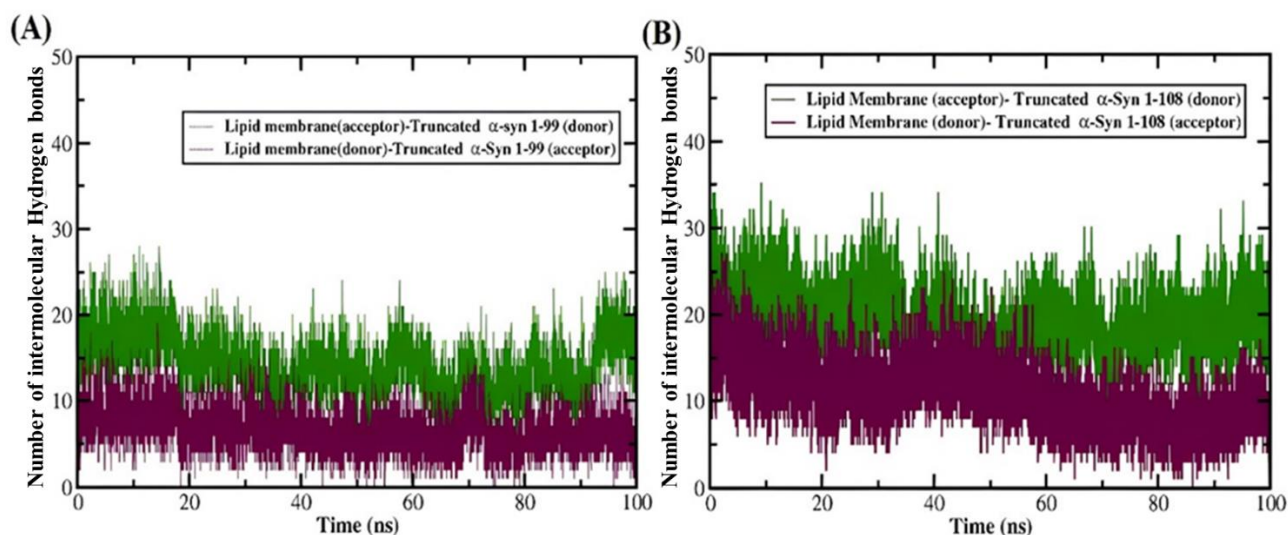 (A)
Number of intermolecular Hydrogen bonds
50
40
30
20
10
0
Lipid membrane(acceptor)-Truncated α-syn 1-99 (donor)
Lipid membrane(donor)-Truncated α-Syn 1-99 (acceptor)
0 20 40 60 80 100
Time (ns)
(B)
Number of intermolecular Hydrogen bonds
50
40
30
20
10
0
Lipid Membrane (acceptor)- Truncated α-Syn 1-108 (donor)
Lipid Membrane (donor)- Truncated α-Syn 1-108 (acceptor)
0 20 40 60 80 100
Time (ns)